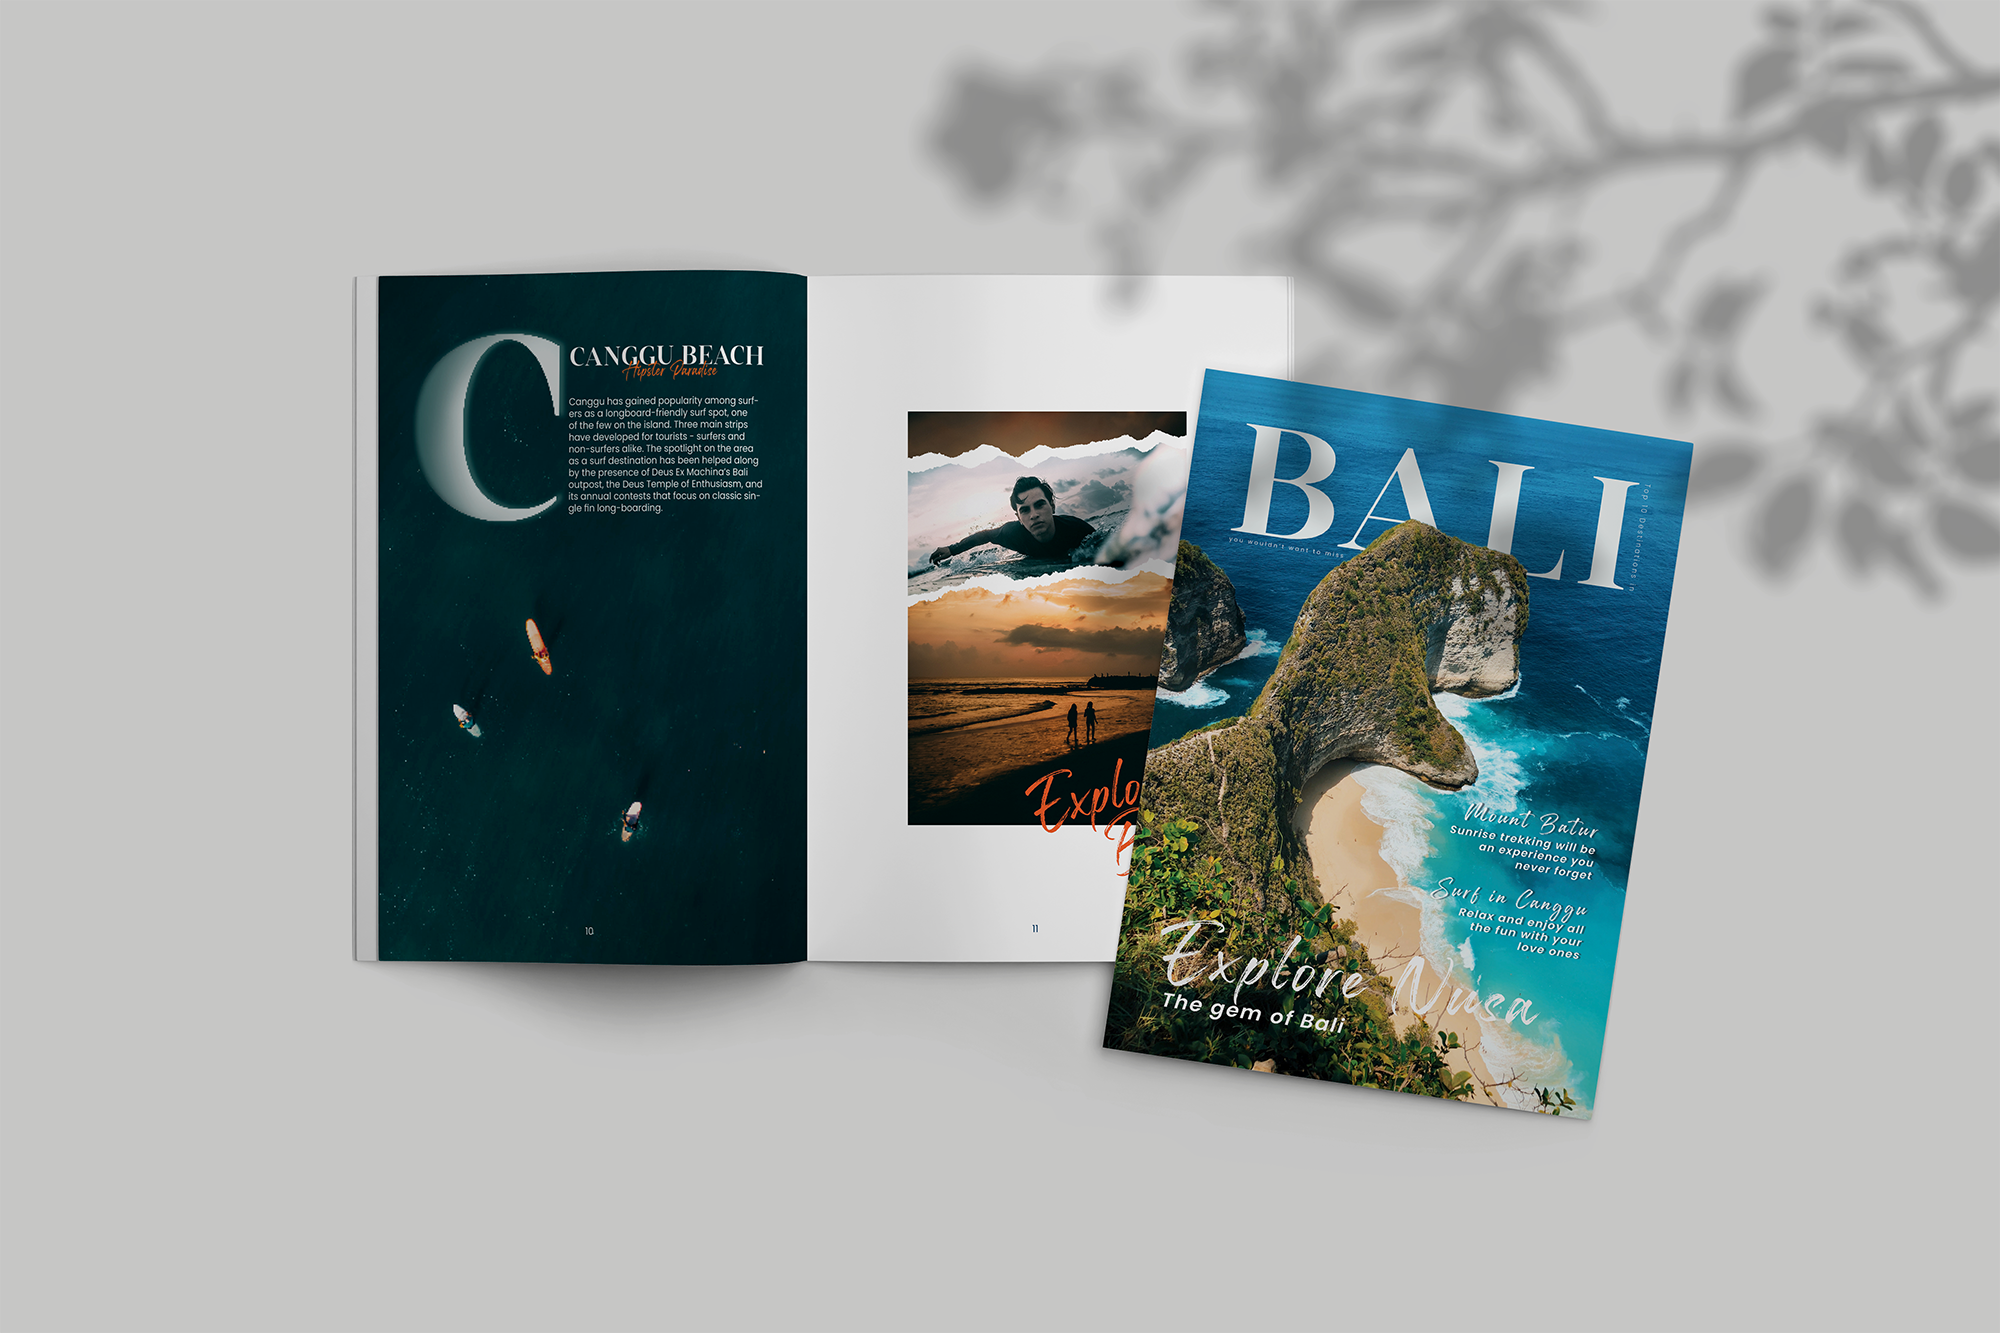 C
CANGGU BEACH
Hipster Paradise
Canggu has gained popularity among surf-
ers as a longboard-friendly surf spot, one
of the few on the island. Three main strips
have developed for tourists - surfers and
non-surfers alike. The spotlight on the area
as a surf destination has been helped along
by the presence of Deus Ex Machina's Bali
outpost, the Deus Temple of Enthusiasm, and
its annual contests that focus on classic sin-
gle fin long-boarding.
10
Explo
11
BALI
Top 10 Destinations in
you wouldn't want to miss
Mount Batur
Sunrise trekking will be
an experience you
never forget
Surf in Canggu
Relax and enjoy all
the fun with your
love ones
Explore Nusa
The gem of Bali